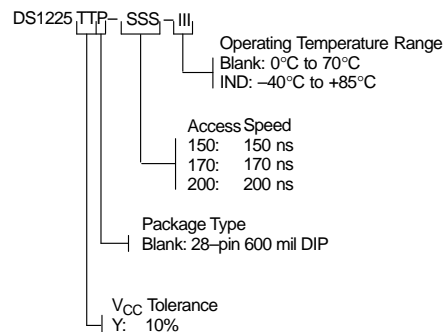 DS1225 TTP– SSS –III
Operating Temperature Range
Blank: 0°C to 70°C
IND: –40°C to +85°C
Access Speed
150: 150 ns
170: 170 ns
200: 200 ns
Package Type
Blank: 28–pin 600 mil DIP
VCC Tolerance
Y: 10%